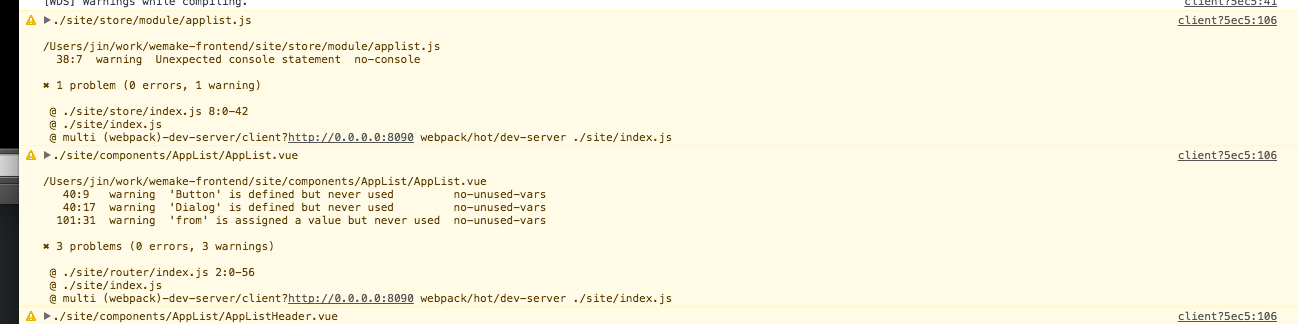 [WDS] Warnings while compiling. client?5ec5:41
./site/store/module/applist.js client?5ec5:106
/Users/jin/work/wemake-frontend/site/store/module/applist.js
38:7 warning Unexpected console statement no-console
✖ 1 problem (0 errors, 1 warning)
@ ./site/store/index.js 8:0-42
@ ./site/index.js
@ multi (webpack)-dev-server/client?http://0.0.0.0:8090 webpack/hot/dev-server ./site/index.js
./site/components/AppList/AppList.vue client?5ec5:106
/Users/jin/work/wemake-frontend/site/components/AppList/AppList.vue
40:9 warning 'Button' is defined but never used no-unused-vars
40:17 warning 'Dialog' is defined but never used no-unused-vars
101:31 warning 'from' is assigned a value but never used no-unused-vars
✖ 3 problems (0 errors, 3 warnings)
@ ./site/router/index.js 2:0-56
@ ./site/index.js
@ multi (webpack)-dev-server/client?http://0.0.0.0:8090 webpack/hot/dev-server ./site/index.js
./site/components/AppList/AppListHeader.vue client?5ec5:106